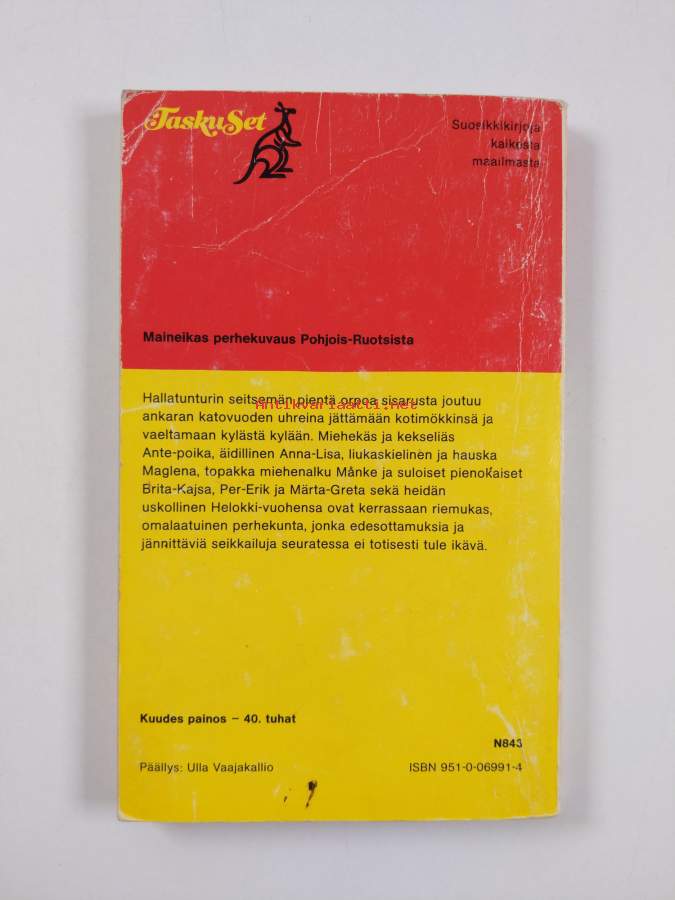 TaskuSet
Suosikkikirjoja
kaikosta
maailmasta
Maineikas perhekuvaus Pohjois-Ruotsista
Hallatunturin seitsemän pientä orpoa sisarusta joutuu
Antikvariaatti.net
ankaran katovuoden uhreina jättämään kotimökkinsä ja
vaeltamaan kylästä kylään. Miehekäs ja kekseliäs
Ante-poika, äidillinen Anna-Lisa, liukaskielinen ja hauska
Maglena, topakka miehenalku Månke ja suloiset pienokaiset
Brita-Kajsa, Per-Erik ja Märta-Greta sekä heidän
uskollinen Helokki-vuohensa ovat kerrassaan riemukas,
omalaatuinen perhekunta, jonka edesottamuksia ja
jännittäviä seikkailuja seuratessa ei totisesti tule ikävä.
Kuudes painos – 40. tuhat
N843
Päällys: Ulla Vaajakallio
ISBN 951-0-06991-4